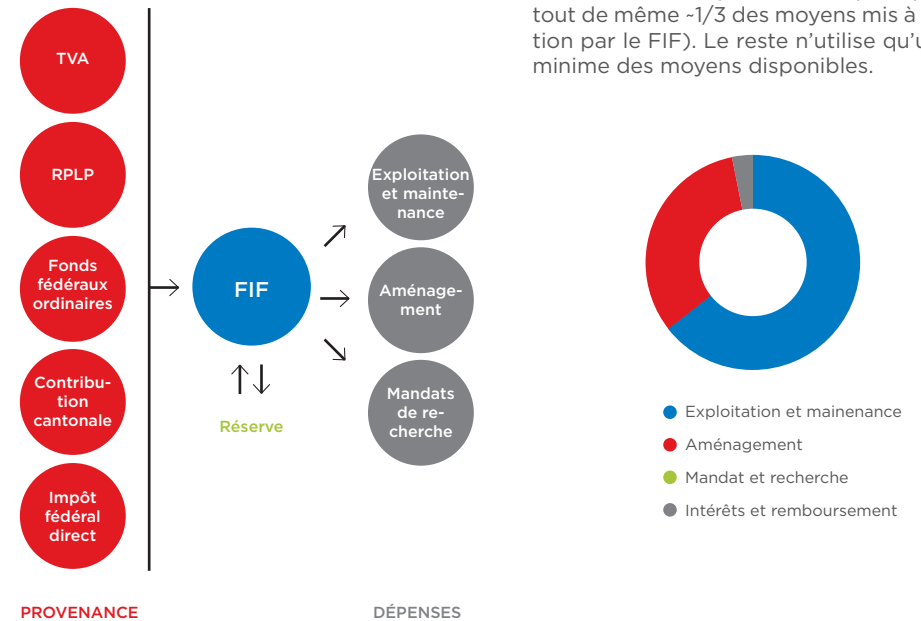 TVA
RPLP
Fonds
fédéraux
ordinaires
Contribu-
tion
cantonale
Impôt
fédéral
direct
PROVENANCE
FIF
Réserve
Exploitation
et mainte-
nance
Aménage-
ment
Mandats
de re-
cherche
DÉPENSES
tout de même ~1/3 des moyens mis à
tion par le FIF). Le reste n’utilise qu’u
minime des moyens disponibles.
Exploitation et mainenance
Aménagement
Mandat et recherche
Intérêts et remboursement